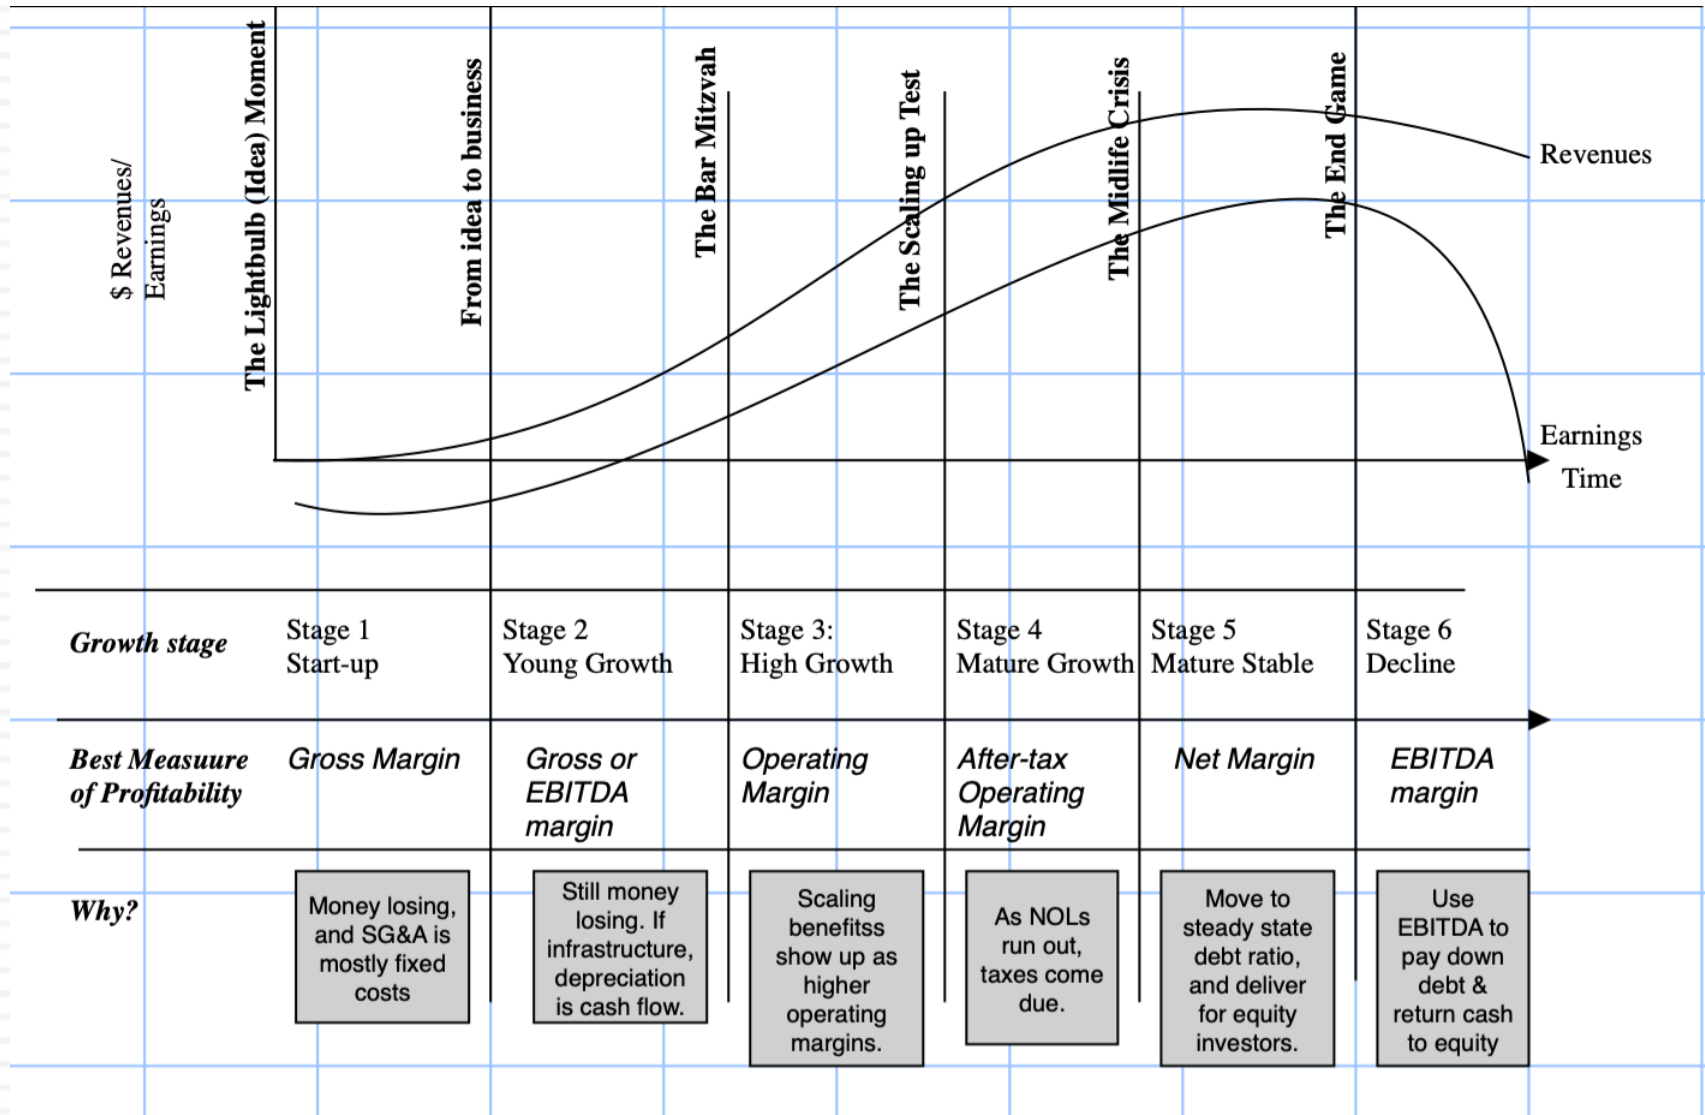 $ Revenues/
Earnings
The Lightbulb (Idea) Moment
From idea to business
The Bar Mitzvah
The Scaling up Test
The Midlife Crisis
The End Game
Revenues
Earnings
Time
Growth stage
Stage 1
Start-up
Stage 2
Young Growth
Stage 3:
High Growth
Stage 4
Mature Growth
Stage 5
Mature Stable
Stage 6
Decline
Best Measuure
of Profitability
Gross Margin
Gross or
EBITDA
margin
Operating
Margin
After-tax
Operating
Margin
Net Margin
EBITDA
margin
Why?
Money losing,
and SG&A is
mostly fixed
costs
Still money
losing. If
infrastructure,
depreciation
is cash flow.
Scaling
benefitss
show up as
higher
operating
margins.
As NOLs
run out,
taxes come
due.
Move to
steady state
debt ratio,
and deliver
for equity
investors.
Use
EBITDA to
pay down
debt &
return cash
to equity